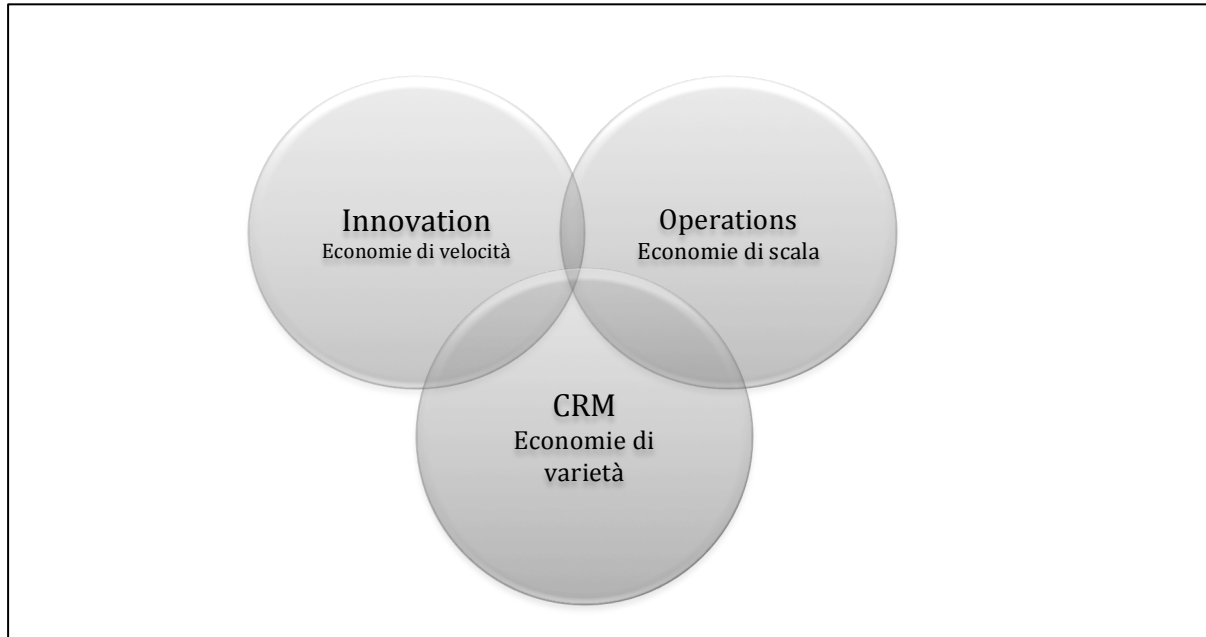 Innovation
Economie di velocità
Operations
Economie di scala
CRM
Economie di
varietà